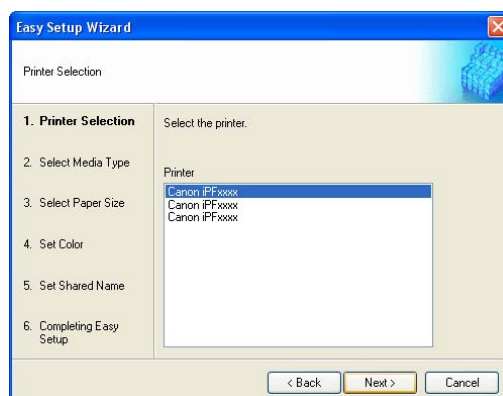 Easy Setup Wizard
Printer Selection
1. Printer Selection
2. Select Media Type
3. Select Paper Size
4. Set Color
5. Set Shared Name
6. Completing Easy
Setup
Select the printer.
Printer
Canon iPFxxxx
Canon iPFxxxx
Canon iPFxxxx
< Back
Next >
Cancel